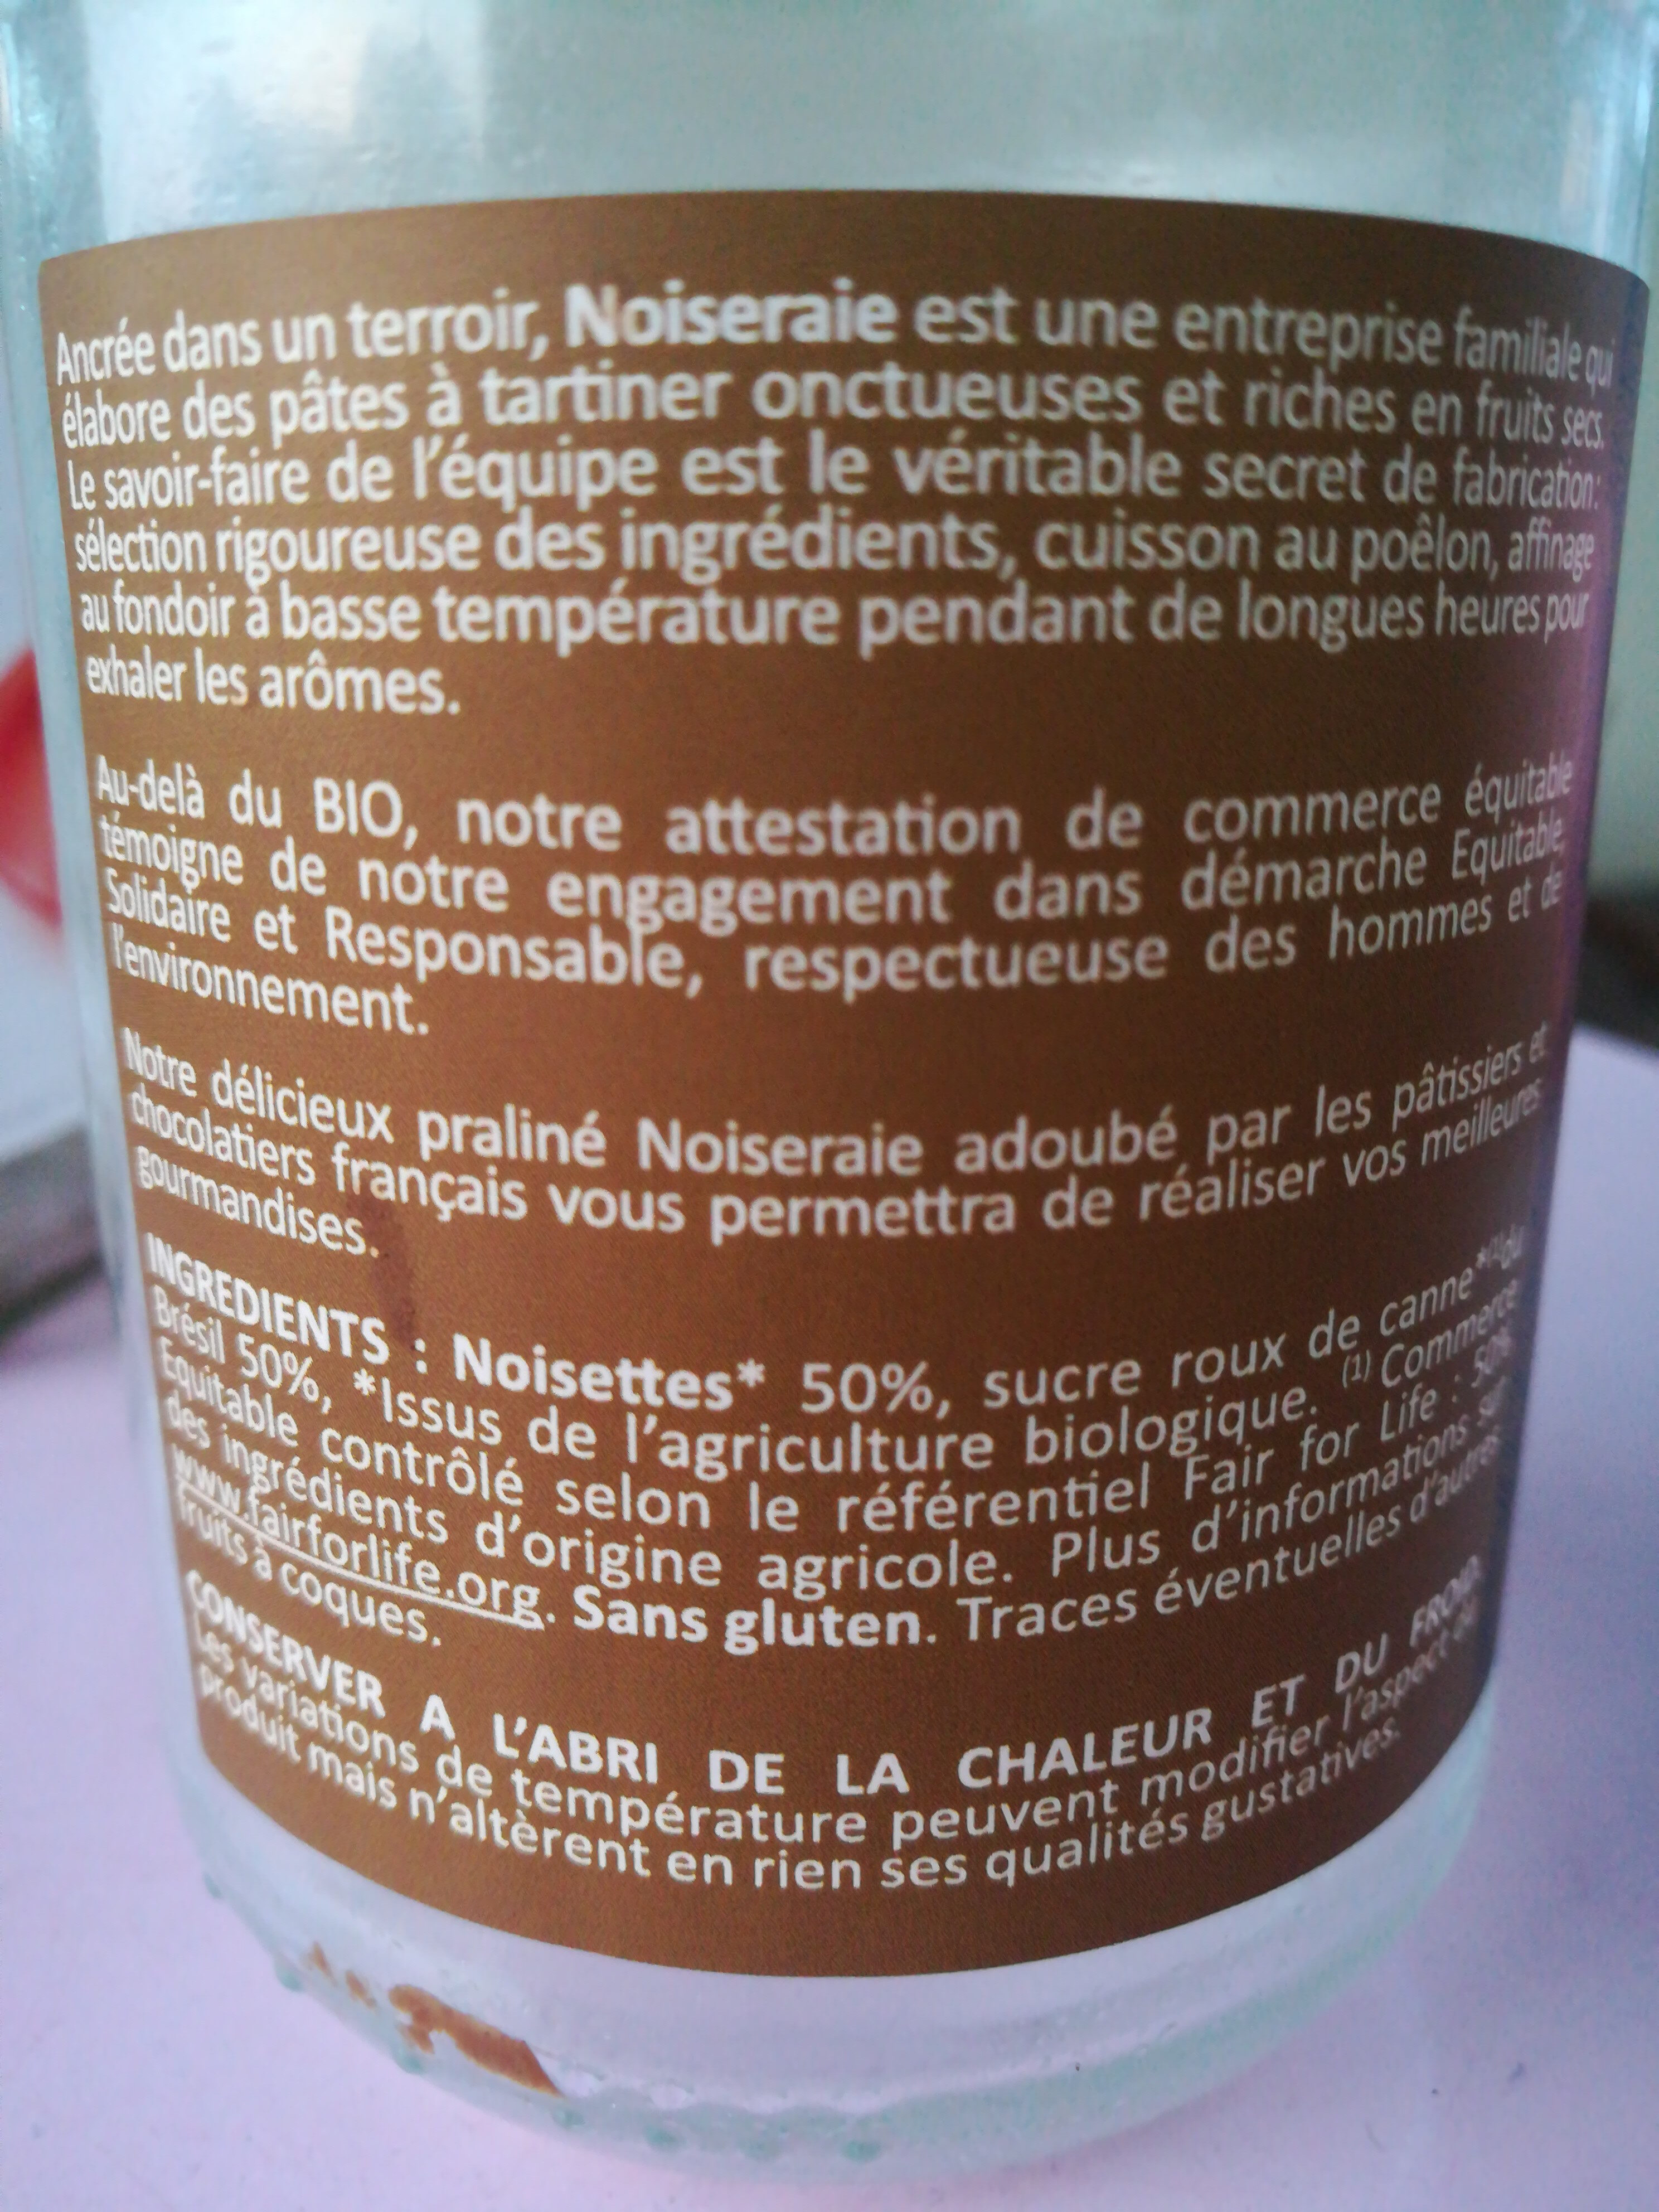 Ancrée dans un terroir, Noiseraie est une entreprise familiale qui
élabore des pâtes à tartiner onctueuses et riches en fruits secs.
Le savoir-faire de l'équipe est le véritable secret de fabrication:
sélection rigoureuse des ingrédients, cuisson au poêlon, affinage
au fondoir à basse température pendant de longues heures pour
exhaler les arômes.
Au-delà du BIO, notre attestation de commerce équitable
témoigne de notre engagement dans démarche Equitable,
Solidaire et Responsable, respectueuse des hommes et de
l'environnement.
Notre délicieux praliné Noiseraie adoubé par les pâtissiers et
chocolatiers français vous permettra de réaliser vos meilleures
gourmandises.
INGREDIENTS : Noisettes* 50%, sucre roux de canne*⁽¹⁾du
Brésil 50%, *Issus de l'agriculture biologique. ⁽¹⁾ Commerce
Equitable contrôlé selon le référentiel Fair for Life : 50%
des ingrédients d'origine agricole. Plus d'informations sur
www.fairforlife.org. Sans gluten. Traces éventuelles d'autres
fruits à coques.
CONSERVER A L'ABRI DE LA CHALEUR ET DU FROID.
Les variations de température peuvent modifier l'aspect du
produit mais n'altèrent en rien ses qualités gustatives.